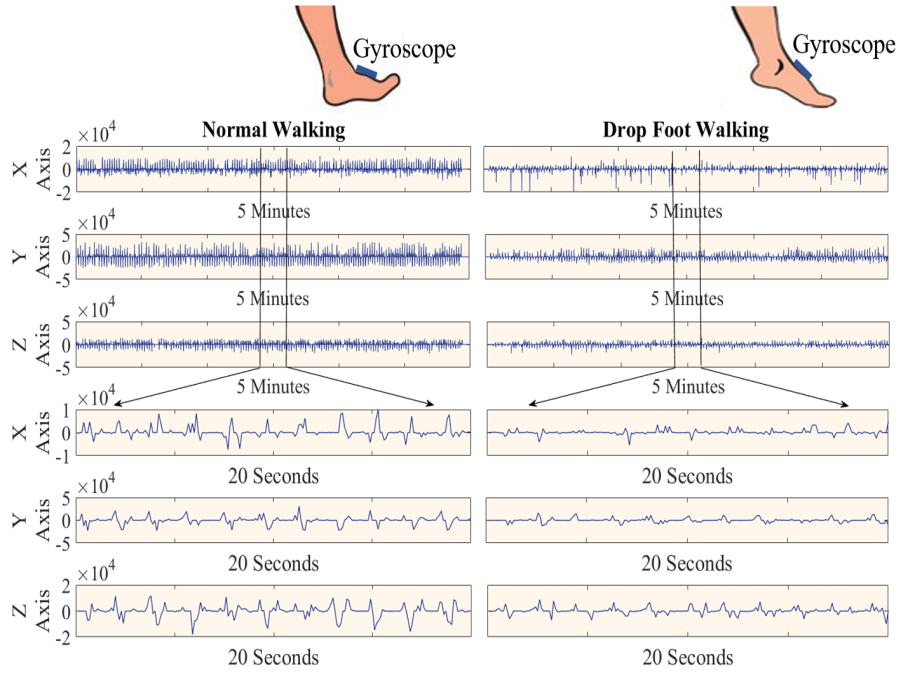 Gyroscope
Gyroscope
Normal Walking
Drop Foot Walking
×10^4
X Axis
2
0
-2
5 Minutes
5 Minutes
×10^4
Y Axis
5
0
-5
5 Minutes
5 Minutes
×10^4
Z Axis
5
0
-5
5 Minutes
5 Minutes
×10^4
X Axis
1
0
-1
20 Seconds
20 Seconds
×10^4
Y Axis
5
0
-5
20 Seconds
20 Seconds
×10^4
Z Axis
2
0
-2
20 Seconds
20 Seconds